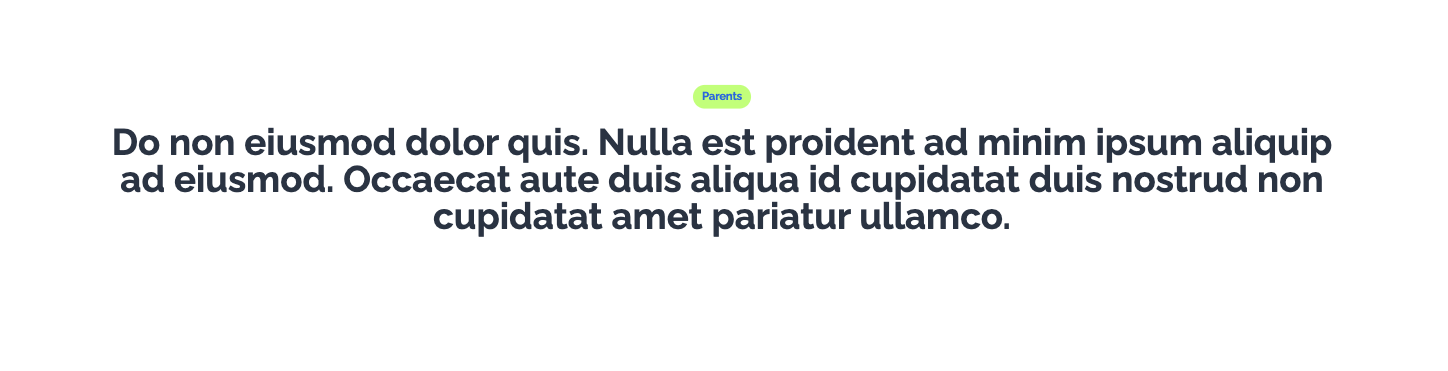 Parents
Do non eiusmod dolor quis. Nulla est proident ad minim ipsum aliquip
ad eiusmod. Occaecat aute duis aliqua id cupidatat duis nostrud non
cupidatat amet pariatur ullamco.